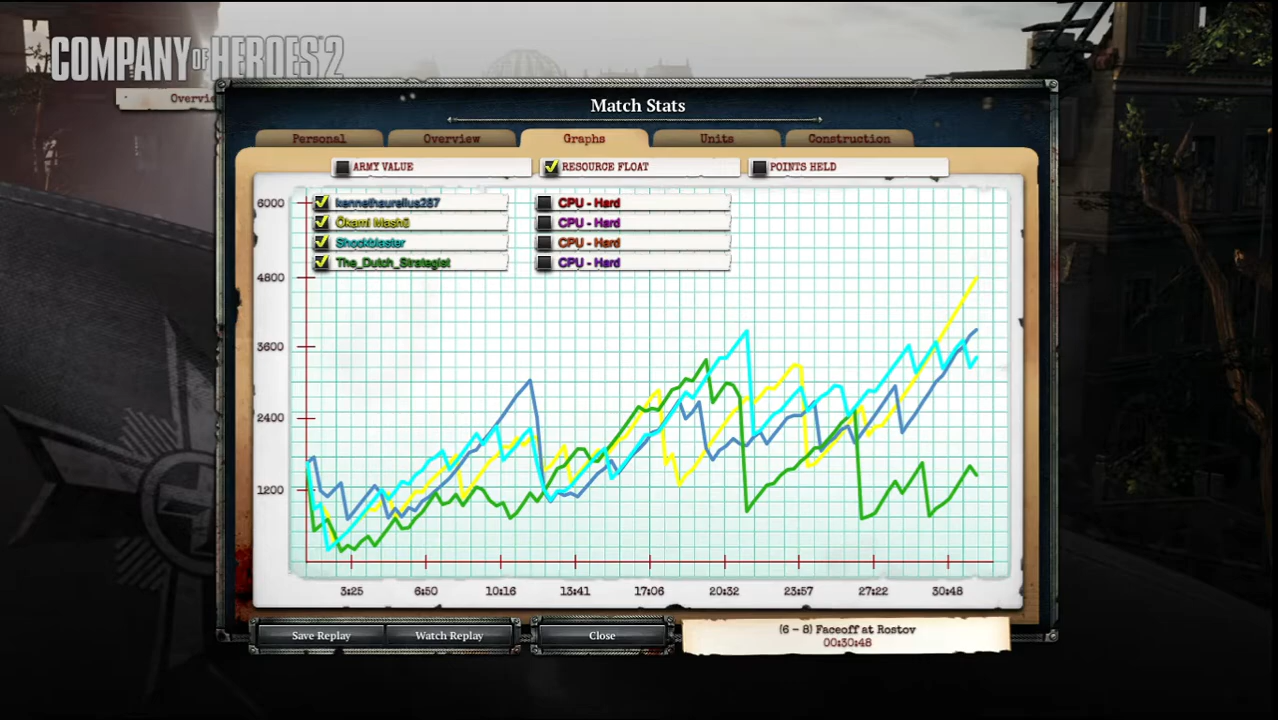 COMPANY OF HEROES 2
Match Stats
Personal Overview Graphs Units Construction
ARMY VALUE RESOURCE FLOAT POINTS HELD
6000 kennethaurelius287 CPU - Hard
Ōkami Mashū CPU - Hard
Shockblaster CPU - Hard
The_Dutch_Strategist CPU - Hard
4800
3600
2400
1200
3:25 6:50 10:16 13:41 17:06 20:32 23:57 27:22 30:48
Save Replay Watch Replay Close (6 - 8) Faceoff at Rostov
00:30:48